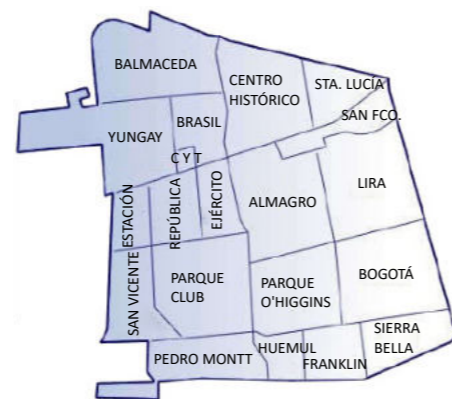 BALMACEDA
CENTRO
HISTÓRICO
STA. LUCÍA
SAN FCO.
YUNGAY
BRASIL
C Y T
ESTACIÓN
REPÚBLICA
EJÉRCITO
ALMAGRO
LIRA
SAN VICENTE
PARQUE
CLUB
PARQUE
O'HIGGINS
BOGOTÁ
PEDRO MONTT
HUEMUL
FRANKLIN
SIERRA
BELLA